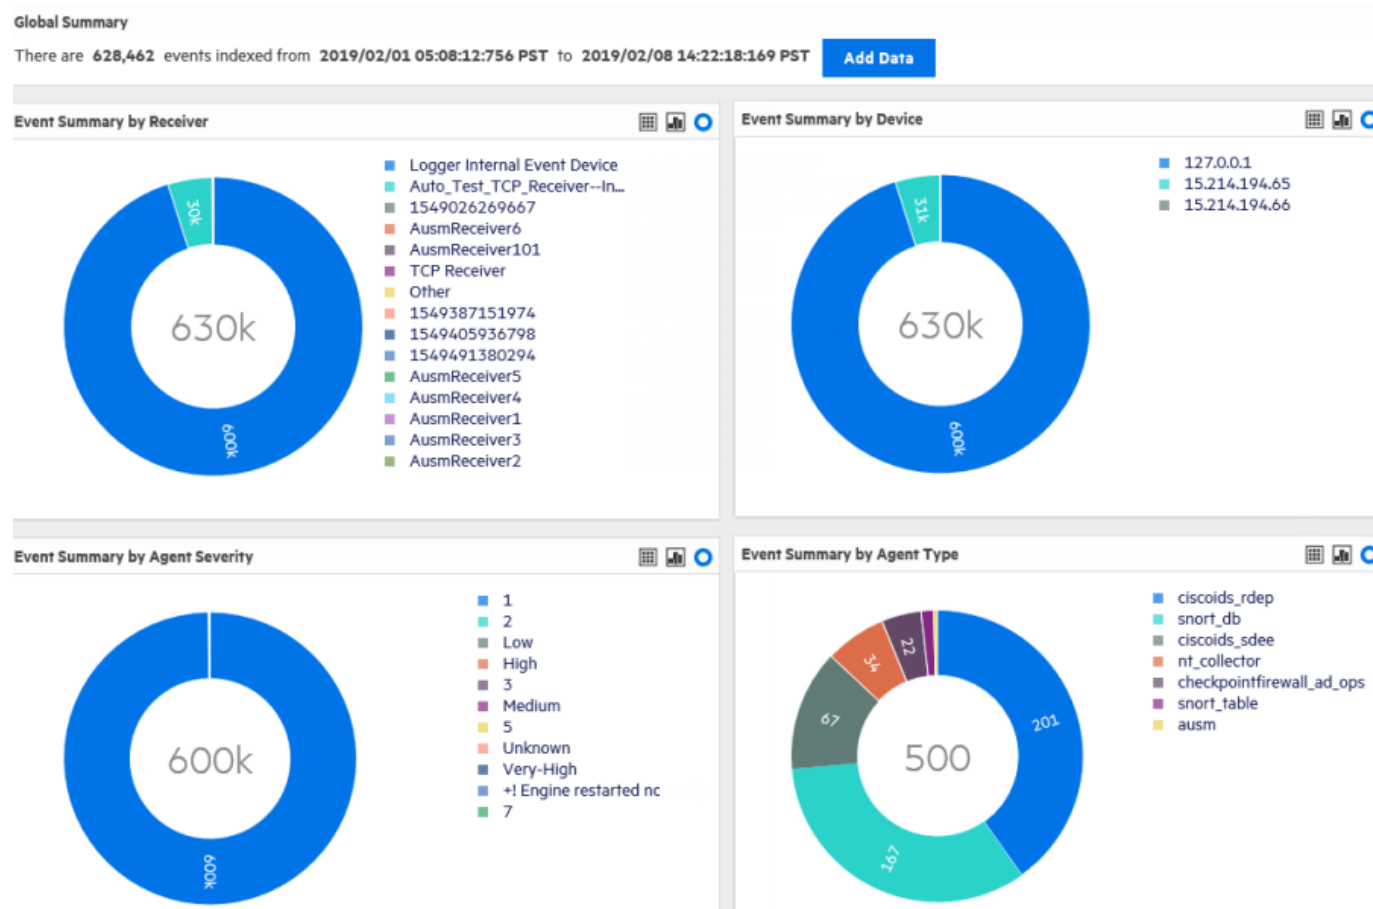 Global Summary
There are 628,462 events indexed from 2019/02/01 05:08:12:756 PST to 2019/02/08 14:22:18:169 PST Add Data
Event Summary by Receiver
30k
630k
600k
Logger Internal Event Device
Auto_Test_TCP_Receiver--In...
1549026269667
AusmReceiver6
AusmReceiver101
TCP Receiver
Other
1549387151974
1549405936798
1549491380294
AusmReceiver5
AusmReceiver4
AusmReceiver1
AusmReceiver3
AusmReceiver2
Event Summary by Device
31k
630k
600k
127.0.0.1
15.214.194.65
15.214.194.66
Event Summary by Agent Severity
600k
600k
1
2
Low
High
3
Medium
5
Unknown
Very-High
+! Engine restarted nc
7
Event Summary by Agent Type
22
34
67
201
500
167
ciscoids_rdep
snort_db
ciscoids_sdee
nt_collector
checkpointfirewall_ad_ops
snort_table
ausm